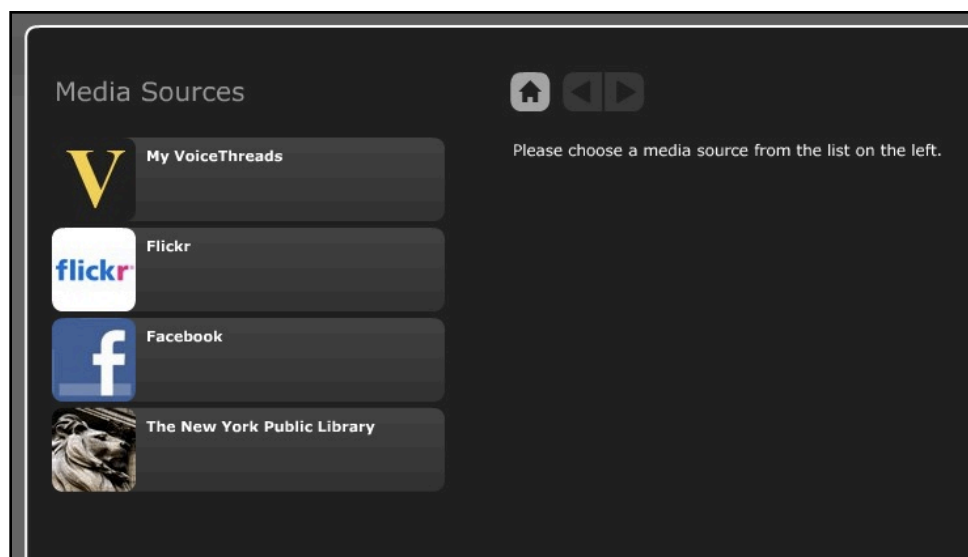 Media Sources
Please choose a media source from the list on the left.
V
My VoiceThreads
flickr
Flickr
f
Facebook
The New York Public Library